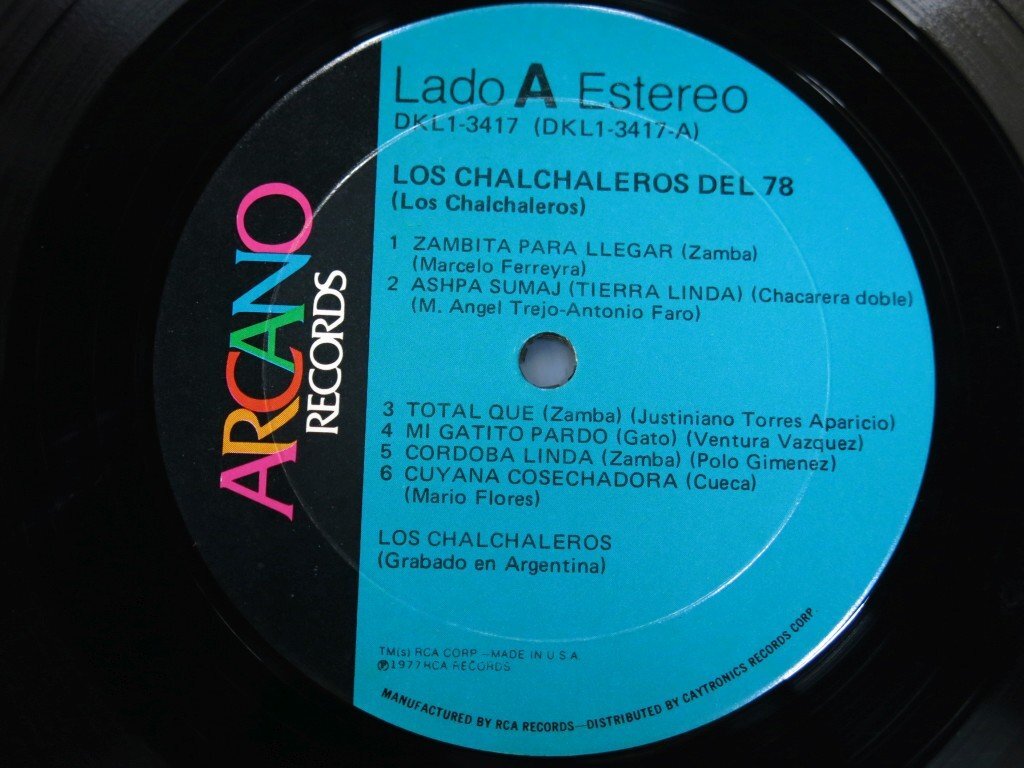 Lado A Estereo
DKL1-3417 (DKL1-3417-A)
LOS CHALCHALEROS DEL 78
(Los Chalchaleros)
1 ZAMBITA PARA LLEGAR (Zamba)
(Marcelo Ferreyra)
2 ASHPA SUMAJ (TIERRA LINDA) (Chacarera doble)
(M. Angel Trejo-Antonio Faro)
3 TOTAL QUE (Zamba) (Justiniano Torres Aparicio)
4 MI GATITO PARDO (Gato) (Ventura Vazquez)
5 CORDOBA LINDA (Zamba) (Polo Gimenez)
6 CUYANA COSECHADORA (Cueca)
(Mario Flores)
LOS CHALCHALEROS
(Grabado en Argentina)
TM(s) RCA CORP.—MADE IN U.S.A.
℗ 1977 RCA RECORDS
MANUFACTURED BY RCA RECORDS—DISTRIBUTED BY CAYTRONICS RECORDS CORP.
ARCANO
RECORDS